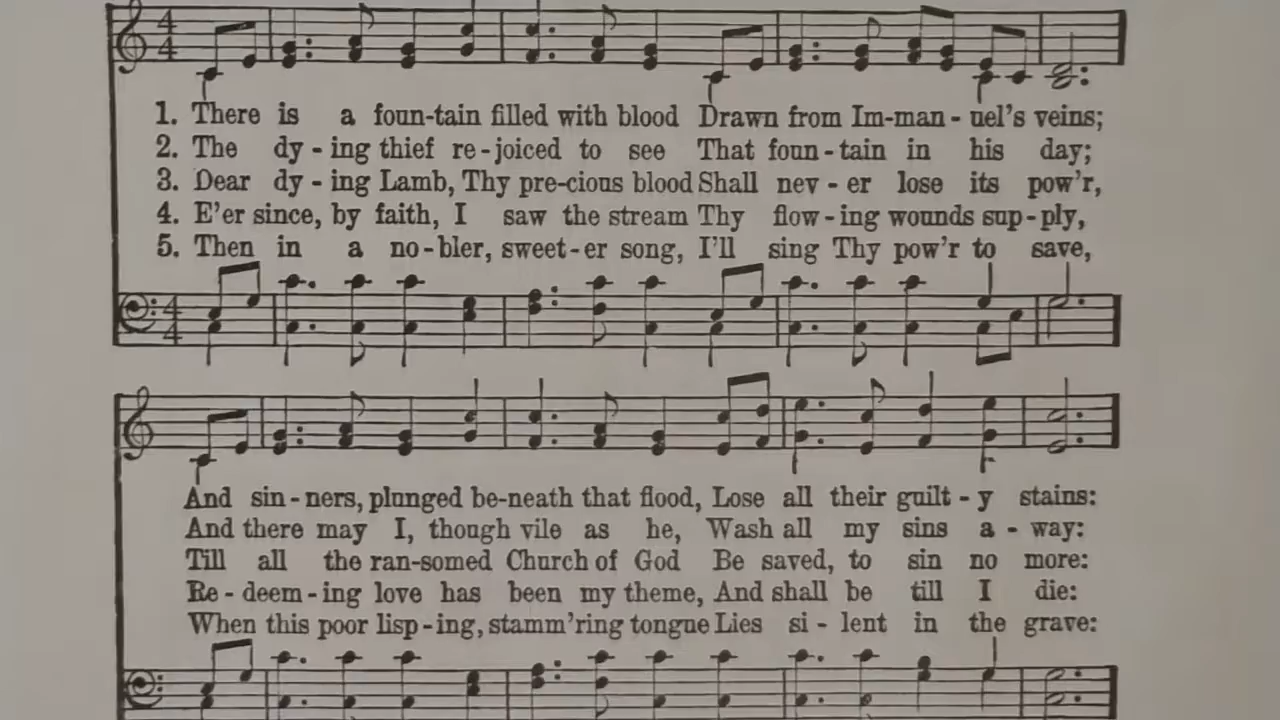 4
4
1. There is a foun-tain filled with blood Drawn from Im-man-uel's veins;
2. The dy-ing thief re-joiced to see That foun-tain in his day;
3. Dear dy-ing Lamb, Thy pre-cious blood Shall nev-er lose its pow'r,
4. E'er since, by faith, I saw the stream Thy flow-ing wounds sup-ply,
5. Then in a no-bler, sweet-er song, I'll sing Thy pow'r to save,
4
4
And sin-ners, plunged be-neath that flood, Lose all their guilt-y stains:
And there may I, though vile as he, Wash all my sins a-way:
Till all the ran-somed Church of God Be saved, to sin no more:
Re-deem-ing love has been my theme, And shall be till I die:
When this poor lisp-ing, stamm'ring tongue Lies si-lent in the grave: